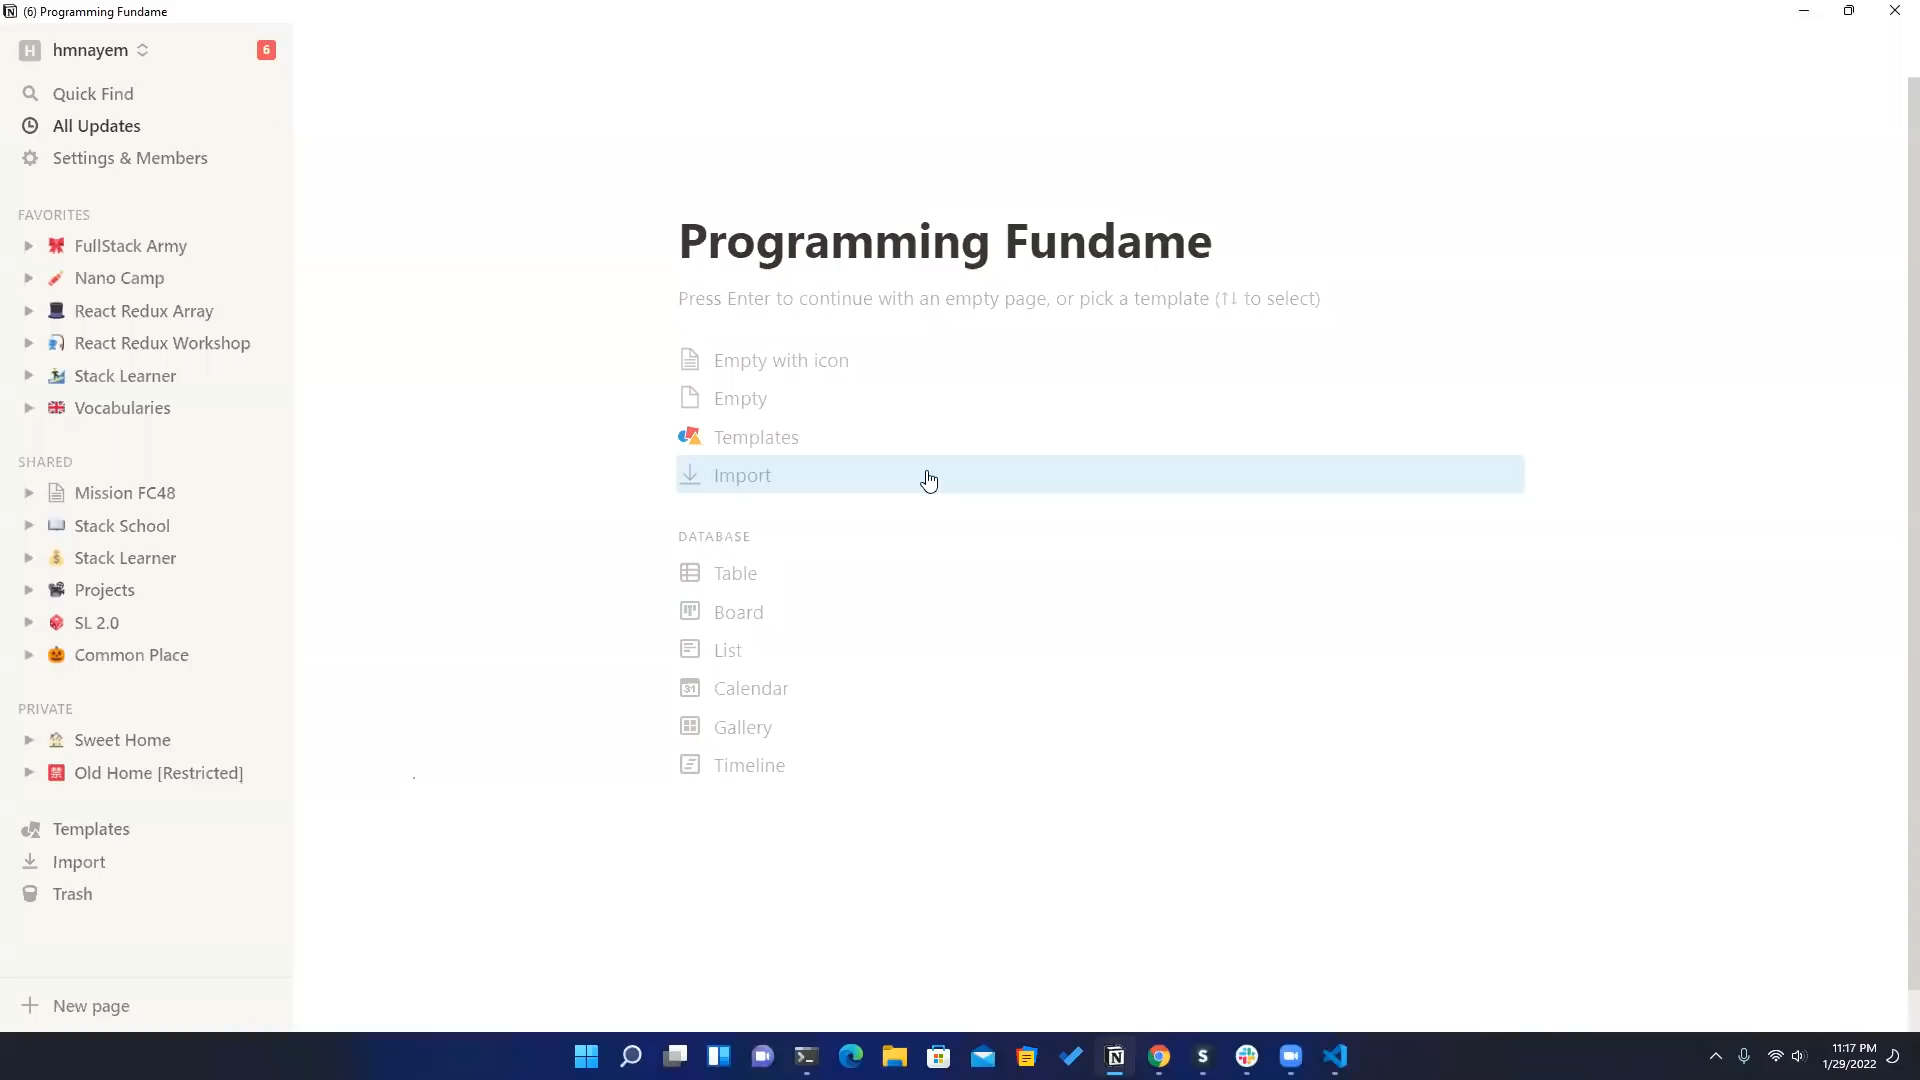 (6) Programming Fundame
H hmnayem 6
Quick Find
All Updates
Settings & Members
FAVORITES
FullStack Army
Nano Camp
React Redux Array
React Redux Workshop
Stack Learner
Vocabularies
SHARED
Mission FC48
Stack School
Stack Learner
Projects
SL 2.0
Common Place
PRIVATE
Sweet Home
禁 Old Home [Restricted]
Templates
Import
Trash
New page
Programming Fundame
Press Enter to continue with an empty page, or pick a template (↑↓ to select)
Empty with icon
Empty
Templates
Import
DATABASE
Table
Board
List
31 Calendar
Gallery
Timeline
11:17 PM
1/29/2022